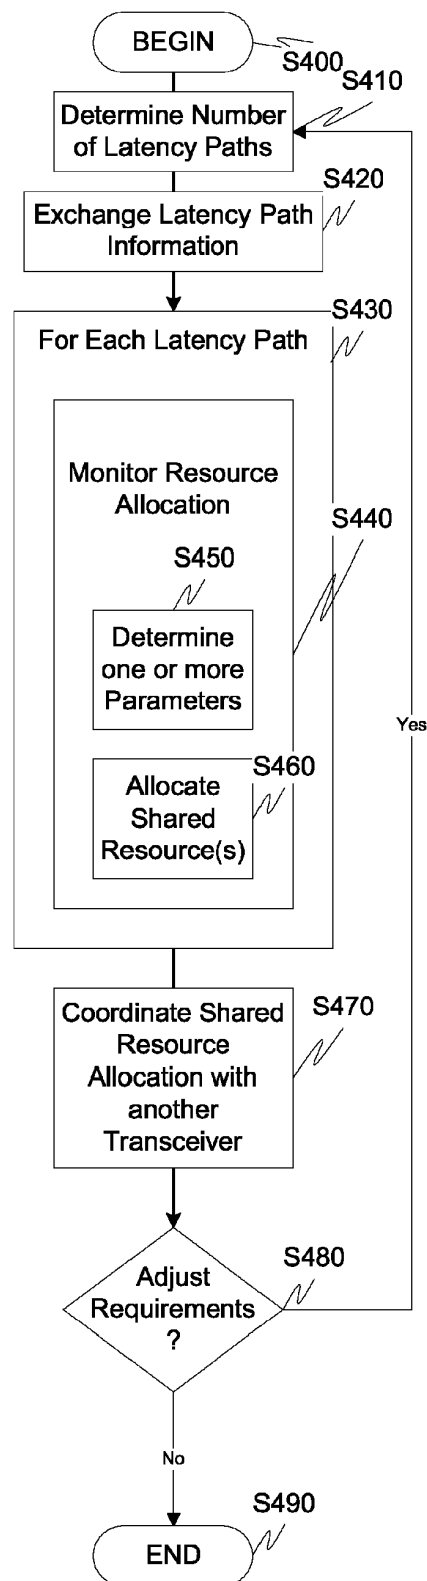 BEGIN
S400
S410
Determine Number
of Latency Paths
S420
Exchange Latency Path
Information
S430
For Each Latency Path
Monitor Resource
Allocation
S440
S450
Determine
one or more
Parameters
Yes
S460
Allocate
Shared
Resource(s)
S470
Coordinate Shared
Resource
Allocation with
another
Transceiver
S480
Adjust
Requirements
?
No
S490
END